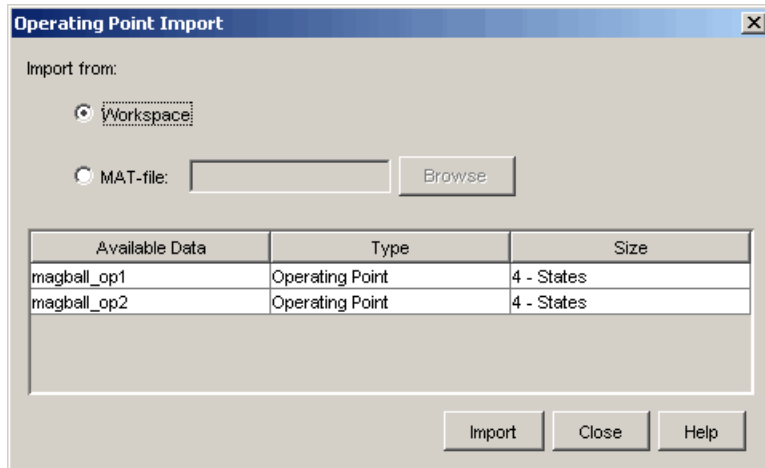 Operating Point Import
Import from:
Workspace
MAT-file:
Browse
Available Data Type Size
magball_op1 Operating Point 4 - States
magball_op2 Operating Point 4 - States
Import Close Help